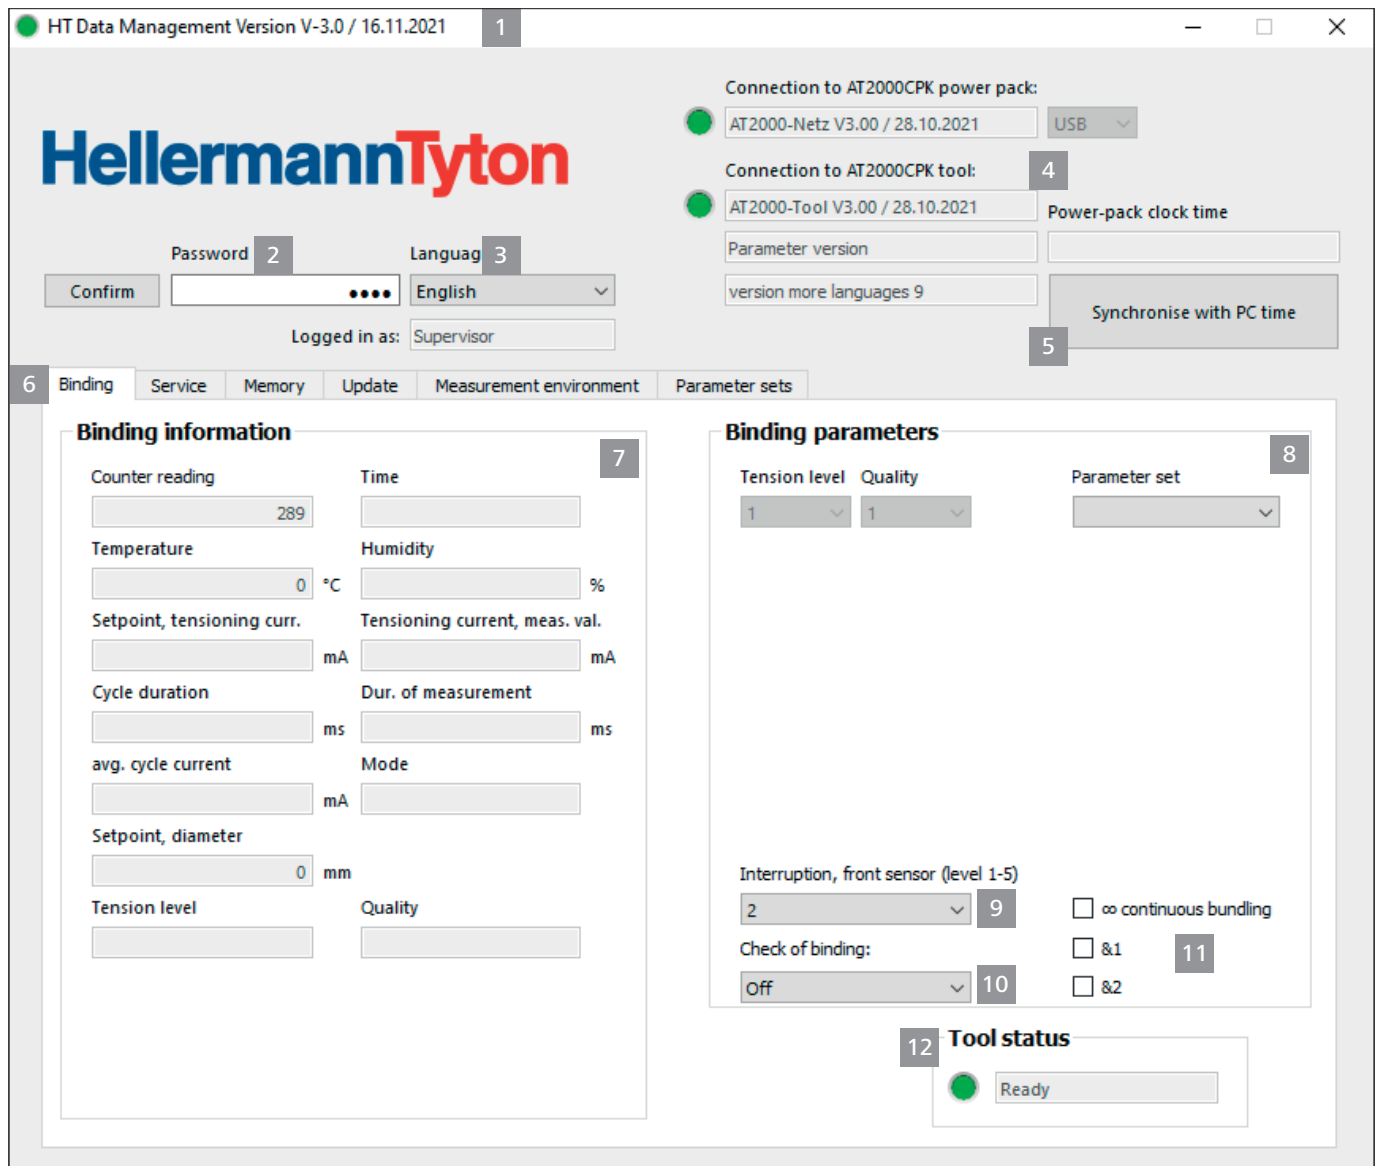 HT Data Management Version V-3.0 / 16.11.2021 1
HellermannTyton
Connection to AT2000CPK power pack:
AT2000-Netz V3.00 / 28.10.2021 USB
Connection to AT2000CPK tool: 4
AT2000-Tool V3.00 / 28.10.2021 Power-pack clock time
Parameter version
version more languages 9
Synchronise with PC time
5
Password 2 Languag 3
Confirm •••• English
Logged in as: Supervisor
6 Binding Service Memory Update Measurement environment Parameter sets
Binding information 7
Counter reading Time
289
Temperature Humidity
0 °C %
Setpoint, tensioning curr. Tensioning current, meas. val.
mA mA
Cycle duration Dur. of measurement
ms ms
avg. cycle current Mode
mA
Setpoint, diameter
0 mm
Tension level Quality
Binding parameters 8
Tension level Quality Parameter set
1 1
Interruption, front sensor (level 1-5)
2 9 ∞ continuous bundling
Check of binding: &1 11
Off 10 &2
12 Tool status
Ready